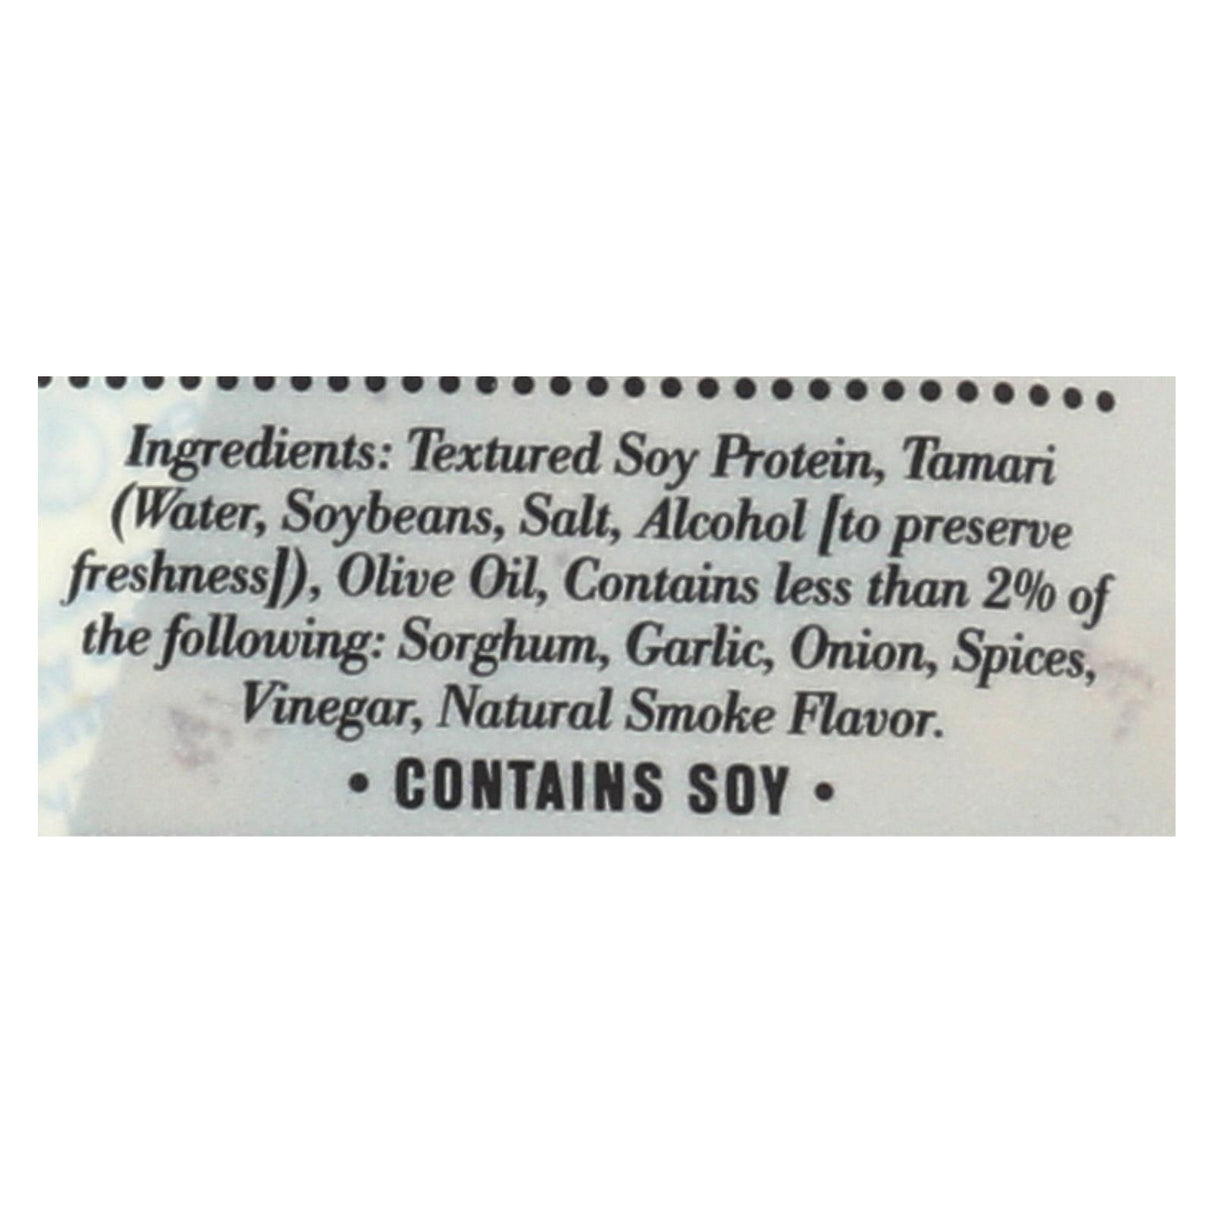 Ingredients: Textured Soy Protein, Tamari
(Water, Soybeans, Salt, Alcohol [to preserve
freshness]), Olive Oil, Contains less than 2% of
the following: Sorghum, Garlic, Onion, Spices,
Vinegar, Natural Smoke Flavor.
• CONTAINS SOY •